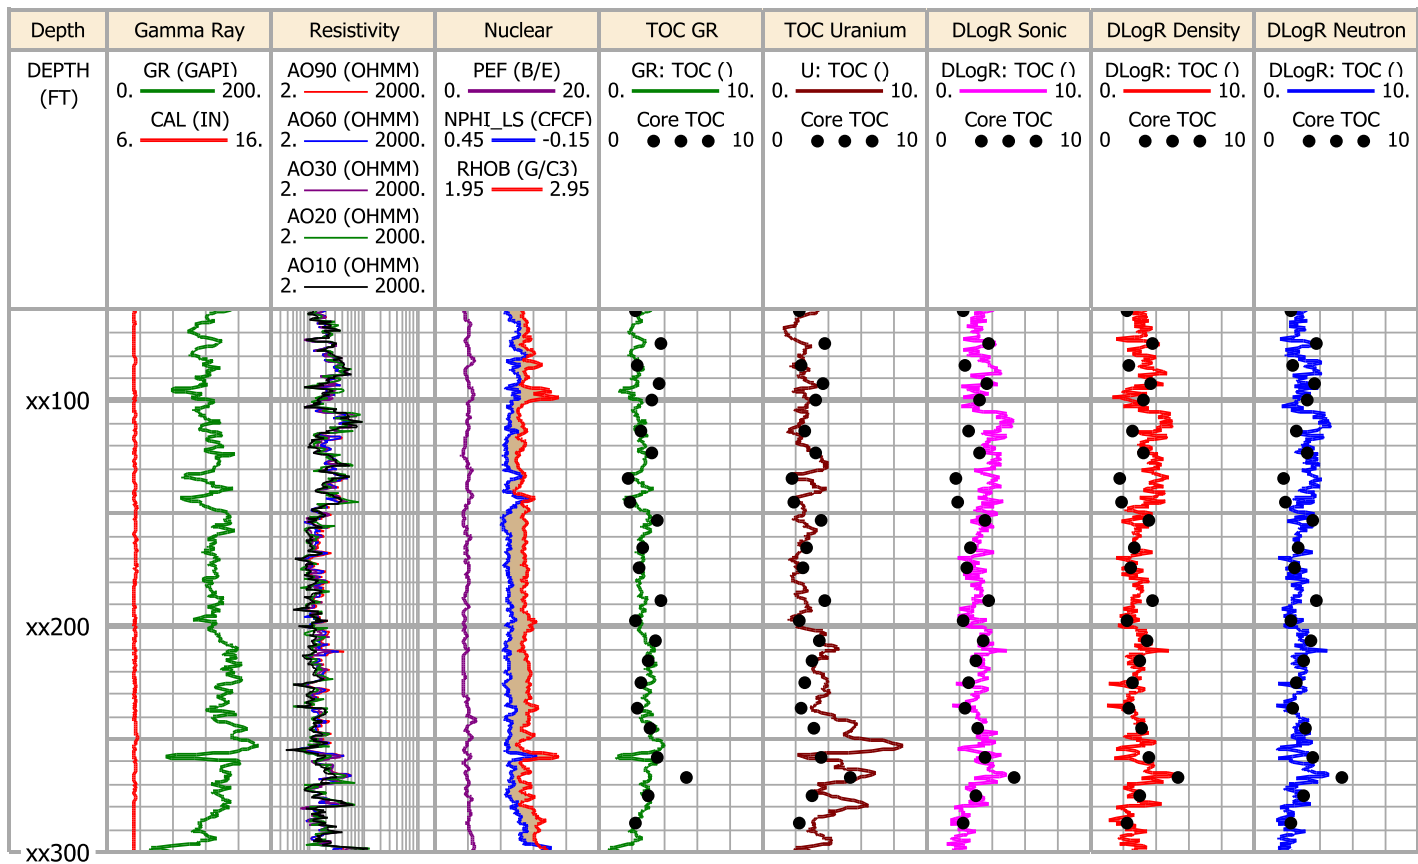 Depth Gamma Ray Resistivity Nuclear TOC GR TOC Uranium DLogR Sonic DLogR Density DLogR Neutron
DEPTH GR (GAPI) AO90 (OHMM) PEF (B/E) GR: TOC () U: TOC () DLogR: TOC () DLogR: TOC () DLogR: TOC ()
(FT) 0. 200. 2. 2000. 0. 20. 0. 10. 0. 10. 0. 10. 0. 10. 0. 10.
CAL (IN) AO60 (OHMM) NPHI_LS (CFCF) Core TOC Core TOC Core TOC Core TOC Core TOC
6. 16. 2. 2000. 0.45 -0.15 0 10 0 10 0 10 0 10 0 10
AO30 (OHMM) RHOB (G/C3)
2. 2000. 1.95 2.95
AO20 (OHMM)
2. 2000.
AO10 (OHMM)
2. 2000.
xx100
xx200
xx300